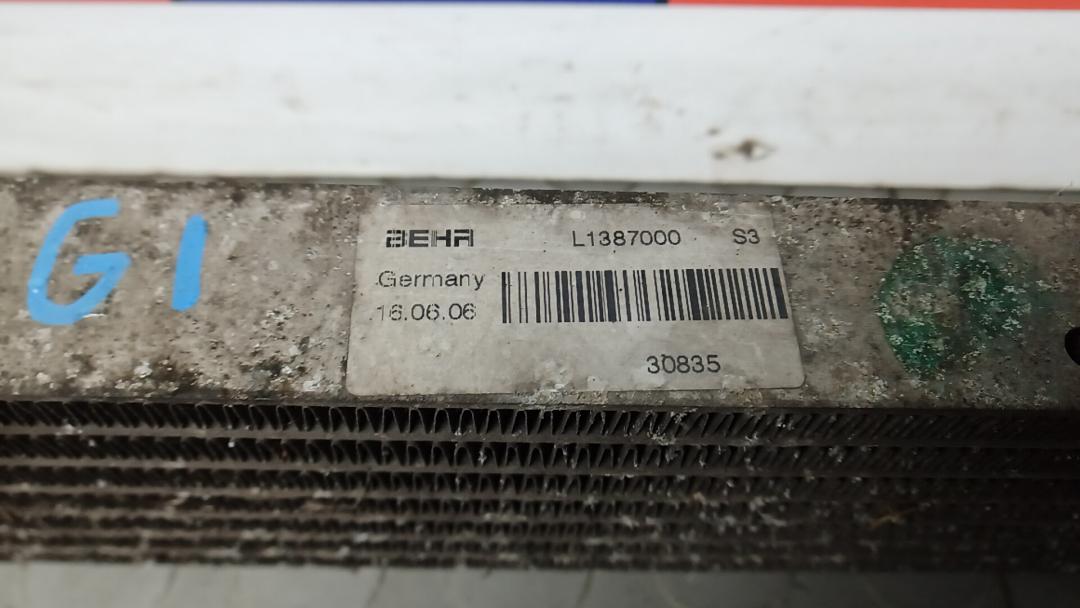 G1
BEHR L1387000 S3
Germany
16.06.06
30835